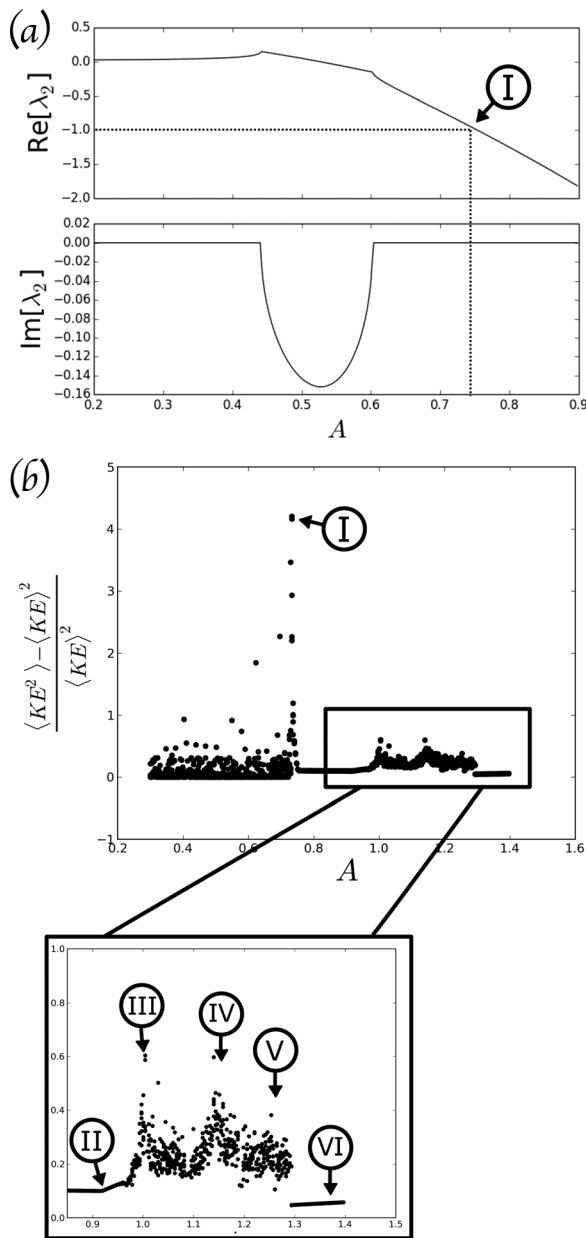 (a)
0.5
0.0
−0.5
−1.0
−1.5
−2.0
Re[λ₂]
I
0.02
0.00
−0.02
−0.04
−0.06
−0.08
−0.10
−0.12
−0.14
−0.16
Im[λ₂]
0.2 0.3 0.4 0.5 0.6 0.7 0.8 0.9
A
(b)
5
4
3
2
1
0
−1
⟨KE²⟩−⟨KE⟩²
⟨KE⟩²
I
0.2 0.4 0.6 0.8 1.0 1.2 1.4 1.6
A
1.0
0.8
0.6
0.4
0.2
0.0
III
IV
V
II
VI
0.9 1.0 1.1 1.2 1.3 1.4 1.5